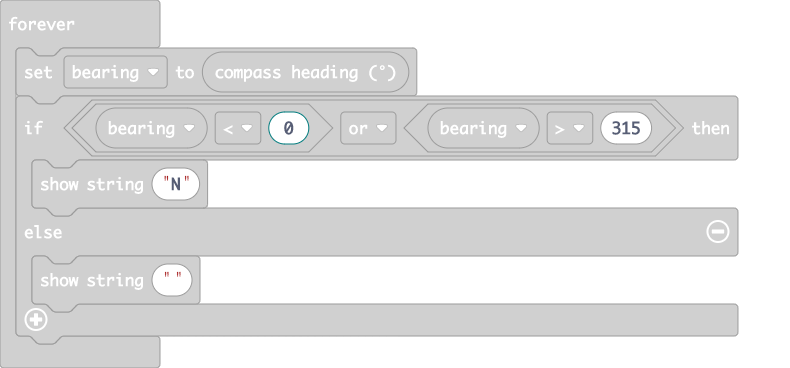 forever
set bearing to compass heading (°)
if bearing < 0 or bearing > 315 then
show string "N"
else
show string " "